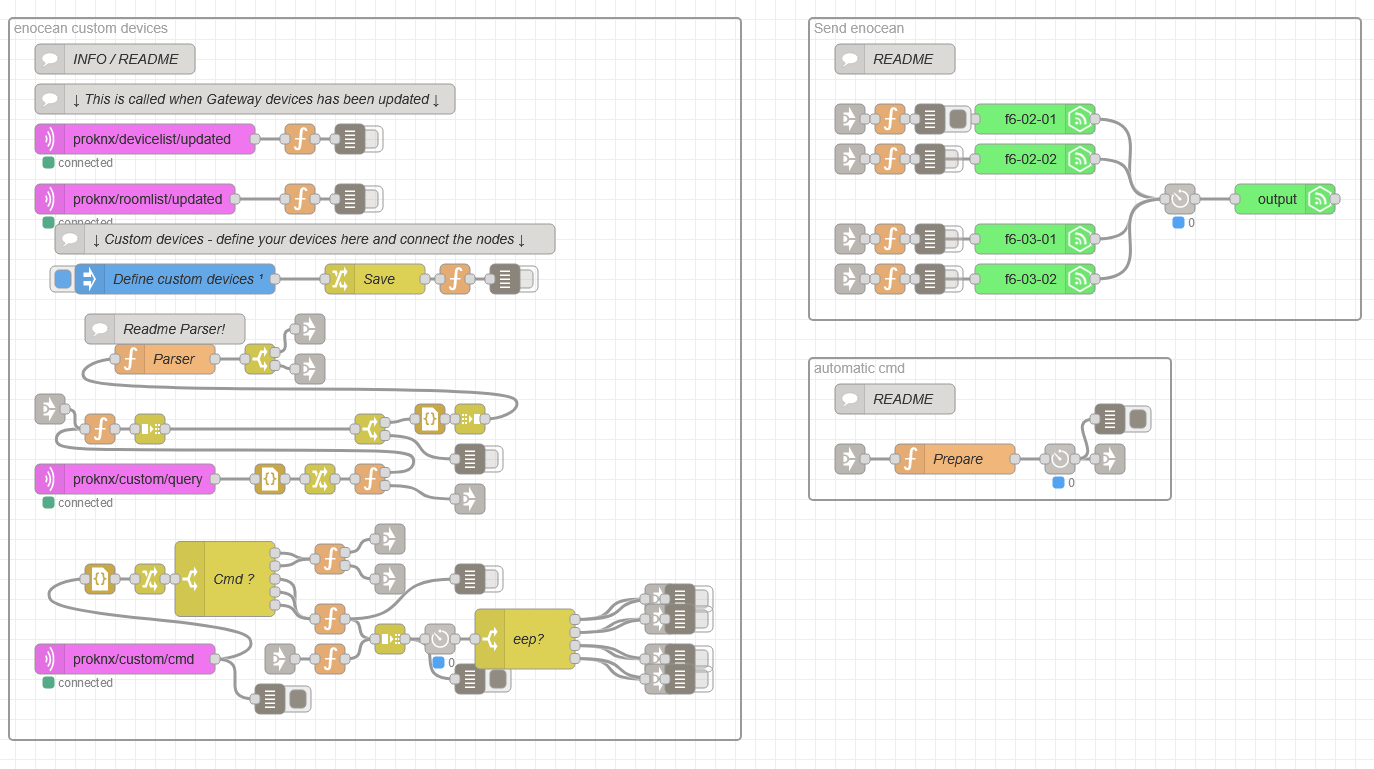 enocean custom devices
INFO / README
↓ This is called when Gateway devices has been updated ↓
proknx/devicelist/updated
connected
proknx/roomlist/updated
connected
↓ Custom devices - define your devices here and connect the nodes ↓
Define custom devices ¹
Save
Readme Parser!
Parser
proknx/custom/query
connected
Cmd ?
eep?
0
proknx/custom/cmd
connected
Send enocean
README
f6-02-01
f6-02-02
output
0
f6-03-01
f6-03-02
automatic cmd
README
Prepare
0